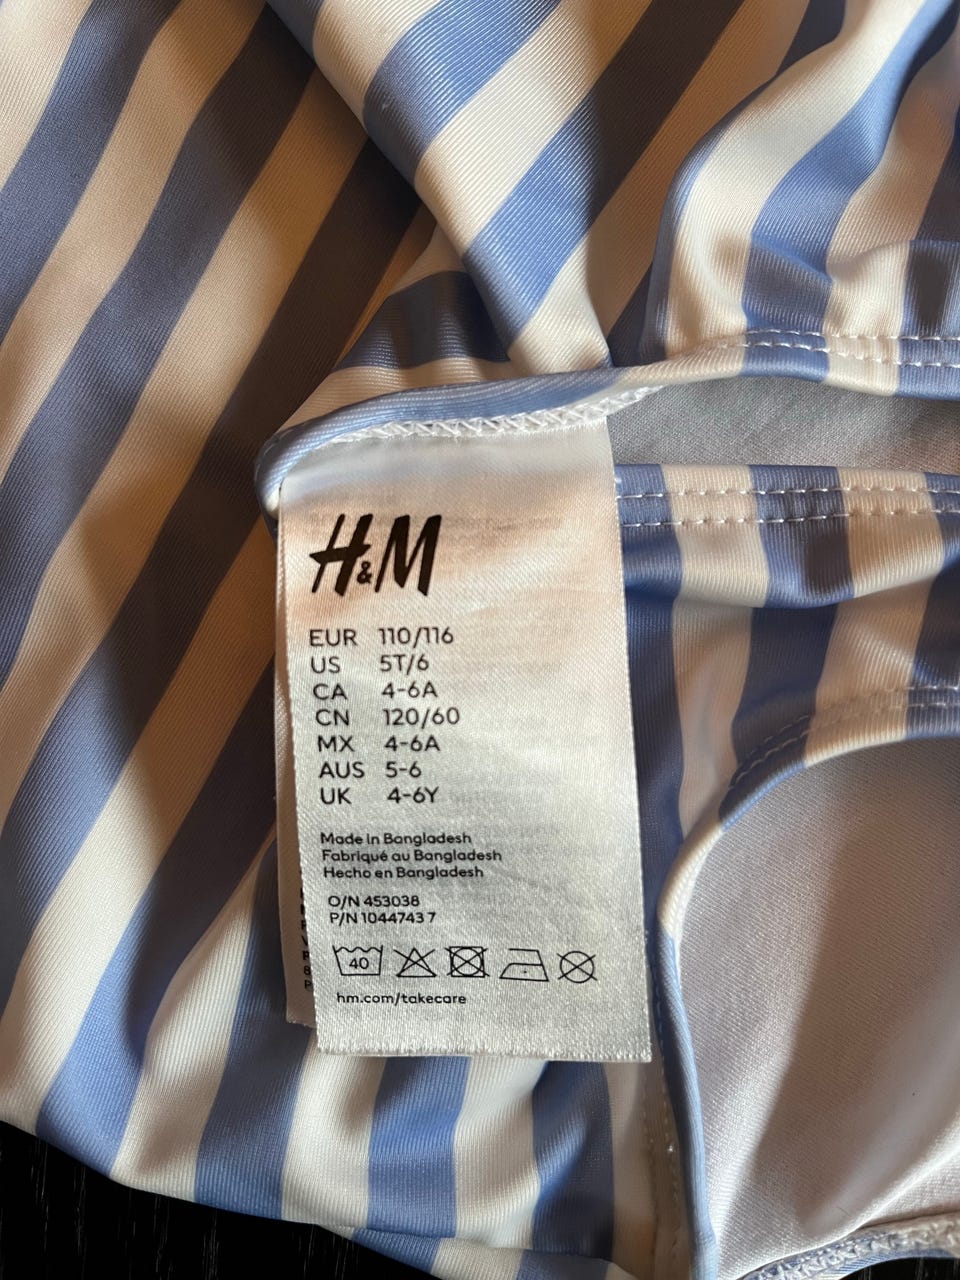 H&M
EUR 110/116
US 5T/6
CA 4-6A
CN 120/60
MX 4-6A
AUS 5-6
UK 4-6Y
Made in Bangladesh
Fabriqué au Bangladesh
Hecho en Bangladesh
O/N 453038
P/N 1044743 7
40
hm.com/takecare